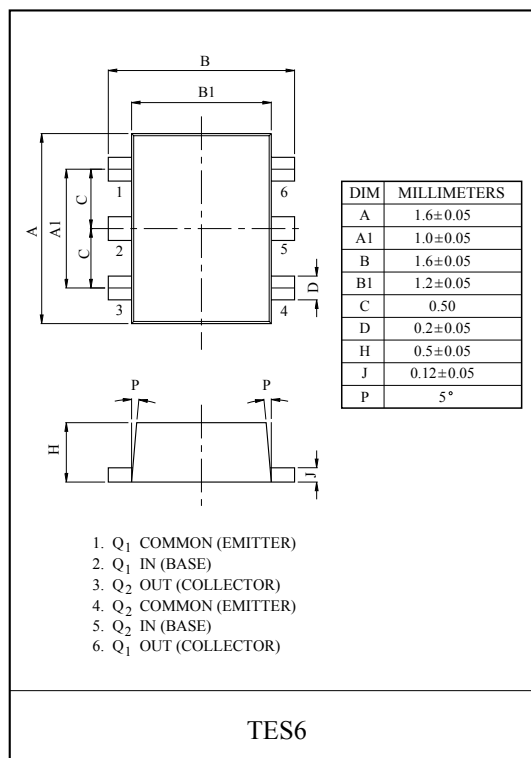 B
B1
1
6
C
A
A1
2
5
C
D
3
4
P
P
H
J
DIM MILLIMETERS
A 1.6±0.05
A1 1.0±0.05
B 1.6±0.05
B1 1.2±0.05
C 0.50
D 0.2±0.05
H 0.5±0.05
J 0.12±0.05
P 5°
1. Q1 COMMON (EMITTER)
2. Q1 IN (BASE)
3. Q2 OUT (COLLECTOR)
4. Q2 COMMON (EMITTER)
5. Q2 IN (BASE)
6. Q1 OUT (COLLECTOR)
TES6